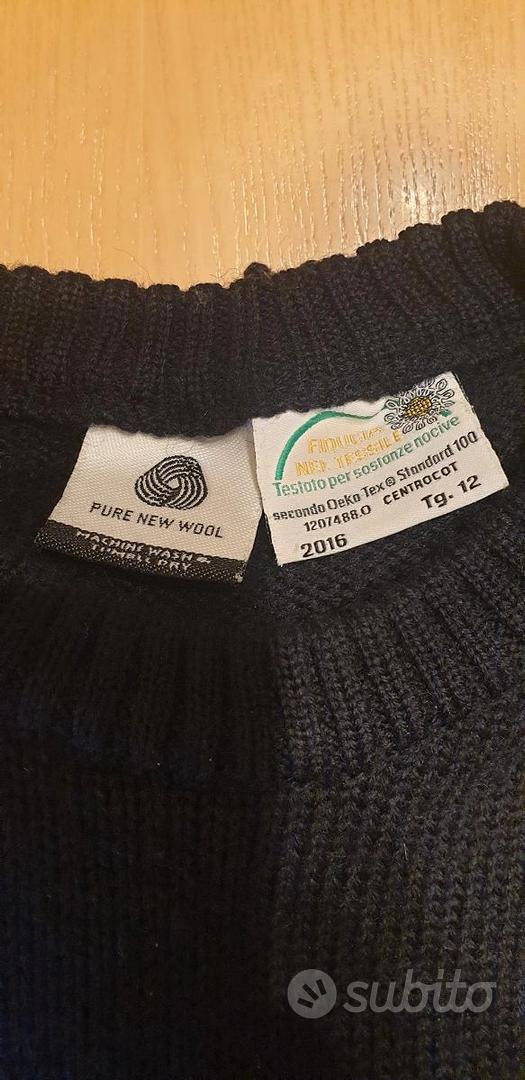 PURE NEW WOOL
MACHINE WASH &
TUMBLE DRY
FIDUCIA
NEL TESSILE
Testato per sostanze nocive
secondo Oeko-Tex® Standard 100
1207488.O CENTROCOT
2016 Tg. 12
subito